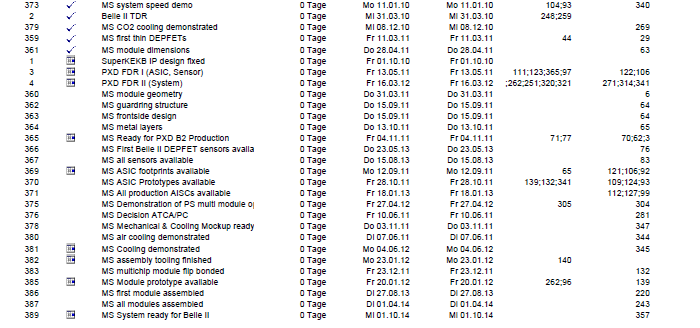 373 MS system speed demo 0 Tage Mo 11.01.10 Mo 11.01.10 104;93 340
2 Belle II TDR 0 Tage Mi 31.03.10 Mi 31.03.10 248;259
379 MS CO2 cooling demonstrated 0 Tage Mi 08.12.10 Mi 08.12.10 269
359 MS first thin DEPFETs 0 Tage Fr 11.03.11 Fr 11.03.11 44 29
361 MS module dimensions 0 Tage Do 28.04.11 Do 28.04.11 63
1 SuperKEKB IP design fixed 0 Tage Fr 01.10.10 Fr 01.10.10
3 PXD FDR I (ASIC, Sensor) 0 Tage Fr 13.05.11 Fr 13.05.11 111;123;365;97 122;106
4 PXD FDR II (System) 0 Tage Fr 16.03.12 Fr 16.03.12 ;262;251;320;321 271;314;341
360 MS module geometry 0 Tage Do 31.03.11 Do 31.03.11 6
362 MS guardring structure 0 Tage Do 15.09.11 Do 15.09.11 64
363 MS frontside design 0 Tage Do 15.09.11 Do 15.09.11 64
364 MS metal layers 0 Tage Do 13.10.11 Do 13.10.11 65
365 MS Ready for PXD B2 Production 0 Tage Fr 04.11.11 Fr 04.11.11 71;77 70;62;3
366 MS First Belle II DEPFET sensors availa 0 Tage Do 23.05.13 Do 23.05.13 76
367 MS all sensors available 0 Tage Do 15.08.13 Do 15.08.13 83
369 MS ASIC footprints available 0 Tage Mo 12.09.11 Mo 12.09.11 65 121;106;92
370 MS ASIC Prototypes available 0 Tage Fr 28.10.11 Fr 28.10.11 139;132;341 109;124;93
371 MS All production AISCs available 0 Tage Fr 18.01.13 Fr 18.01.13 112;127;99
375 MS Demonstration of PS multi module o 0 Tage Fr 27.04.12 Fr 27.04.12 305 304
376 MS Decision ATCA/PC 0 Tage Fr 10.06.11 Fr 10.06.11 281
378 MS Mechanical & Cooling Mockup ready 0 Tage Do 03.11.11 Do 03.11.11 347
380 MS air cooling demonstrated 0 Tage Di 07.06.11 Di 07.06.11 344
381 MS Cooling demonstrated 0 Tage Mo 04.06.12 Mo 04.06.12 345
382 MS assembly tooling finished 0 Tage Mo 23.01.12 Mo 23.01.12 140
383 MS multichip module flip bonded 0 Tage Fr 23.12.11 Fr 23.12.11 132
385 MS Module prototype available 0 Tage Fr 20.01.12 Fr 20.01.12 262;96 139
386 MS first module assembled 0 Tage Di 27.08.13 Di 27.08.13 220
387 MS all modules assembled 0 Tage Di 01.04.14 Di 01.04.14 243
389 MS System ready for Belle II 0 Tage Mi 01.10.14 Mi 01.10.14 357